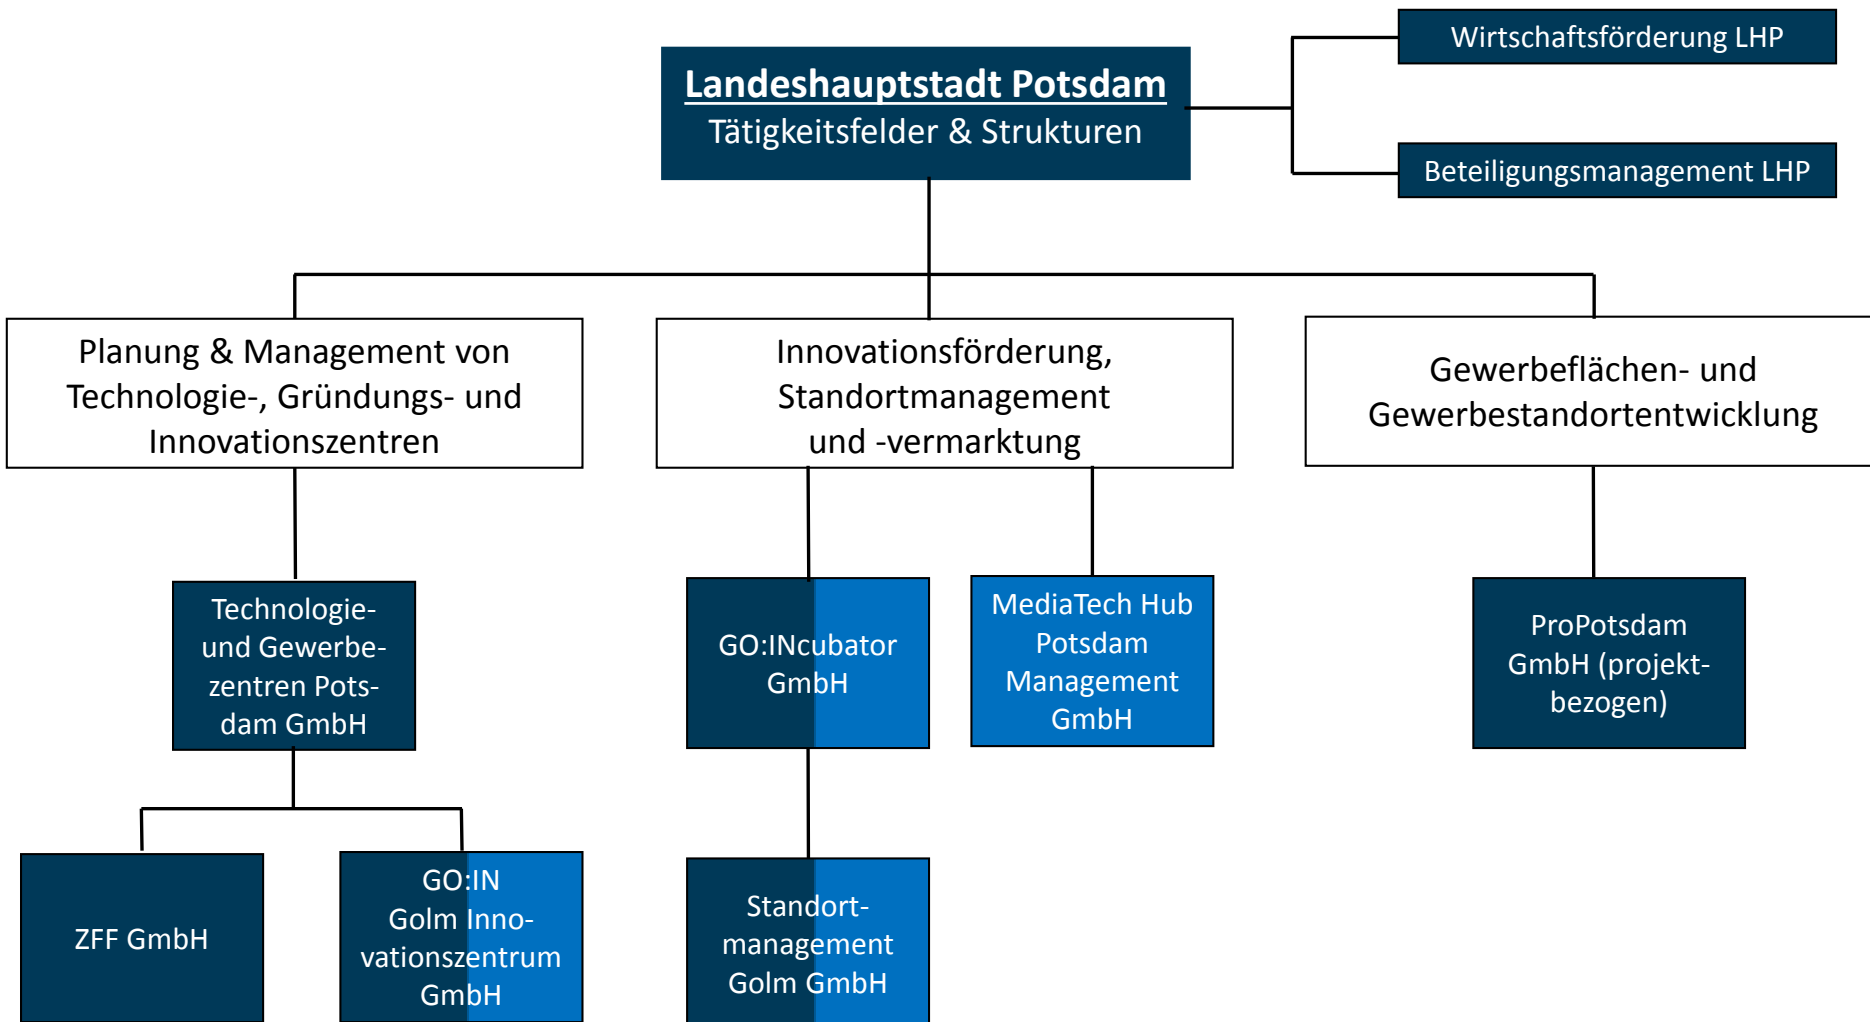 Wirtschaftsförderung LHP
Landeshauptstadt Potsdam
Tätigkeitsfelder & Strukturen
Beteiligungsmanagement LHP
Planung & Management von
Technologie-, Gründungs- und
Innovationszentren
Innovationsförderung,
Standortmanagement
und -vermarktung
Gewerbeflächen- und
Gewerbestandortentwicklung
Technologie-
und Gewerbe-
zentren Pots-
dam GmbH
GO:INcubator
GmbH
MediaTech Hub
Potsdam
Management
GmbH
ProPotsdam
GmbH (projekt-
bezogen)
ZFF GmbH
GO:IN
Golm Inno-
vationszentrum
GmbH
Standort-
management
Golm GmbH